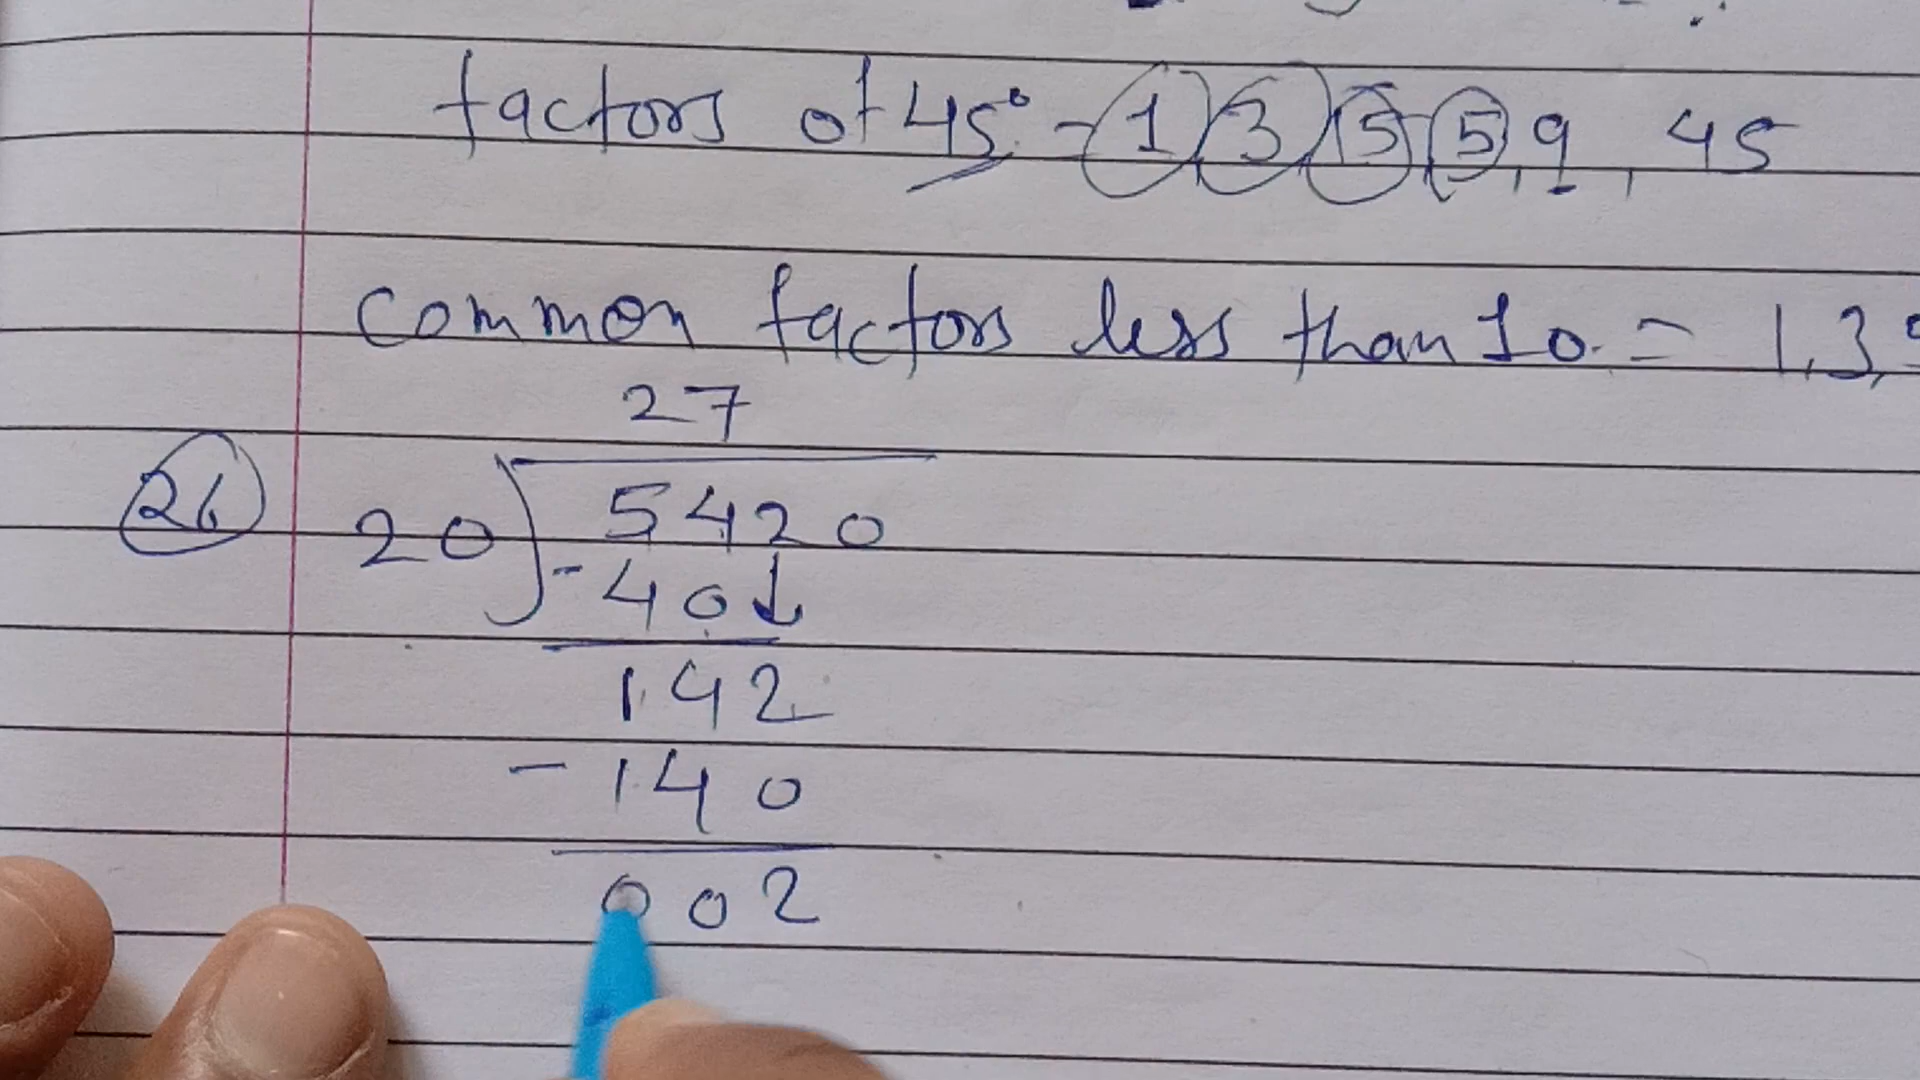 factors of 45 - 1, 3, 15, 5, 9, 45
common factors less than 10 = 1, 3,
27
26 20 5420
- 40↓
142
- 140
002